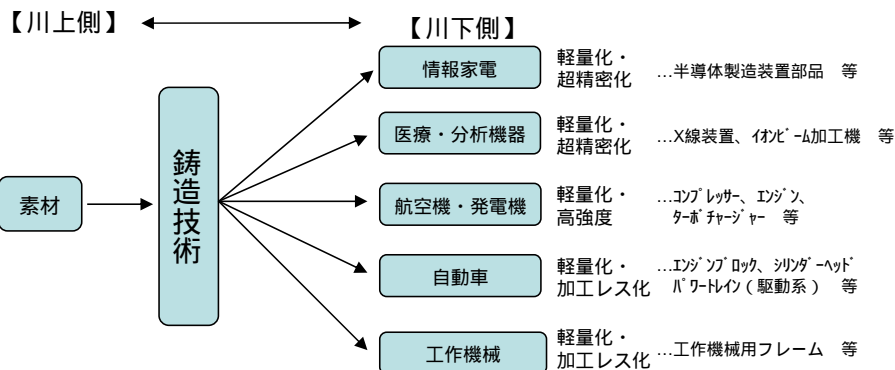 【川上側】
【川下側】
素材
鋳造技術
情報家電
軽量化・
超精密化
…半導体製造装置部品　等
医療・分析機器
軽量化・
超精密化
…X線装置、ｲｵﾝﾋﾞｰﾑ加工機　等
航空機・発電機
軽量化・
高強度
…ｺﾝﾌﾟﾚｯｻｰ、ｴﾝｼﾞﾝ、
ﾀｰﾎﾞﾁｬｰｼﾞｬｰ　等
自動車
軽量化・
加工レス化
…ｴﾝｼﾞﾝﾌﾞﾛｯｸ、ｼﾘﾝﾀﾞｰﾍｯﾄﾞ
ﾊﾟﾜｰﾄﾚｲﾝ（駆動系）　等
工作機械
軽量化・
加工レス化
…工作機械用フレーム　等